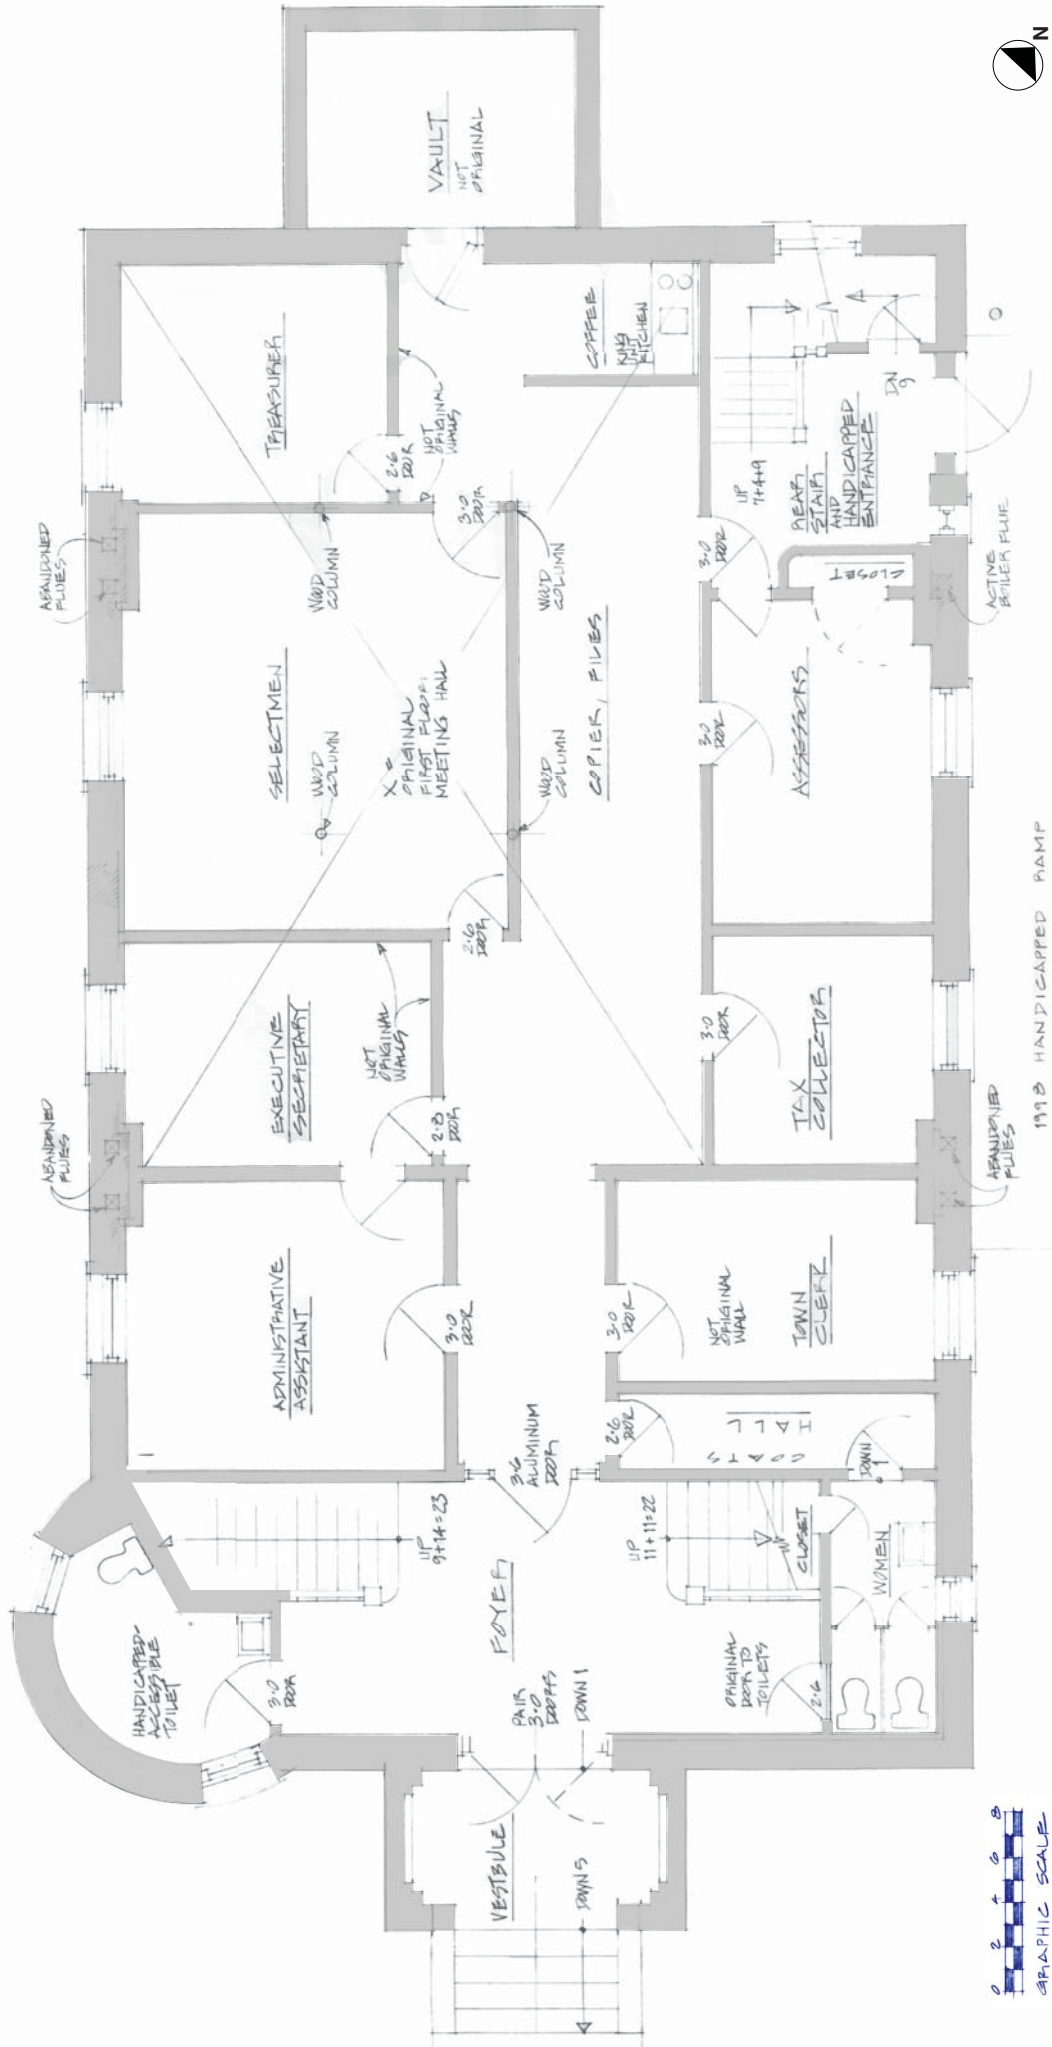 N
VAULT
NOT
ORIGINAL
TREASURER
2·6
DOOR
NOT
ORIGINAL
WALLS
COFFEE
KING
UNIT
KITCHEN
ABANDONED
FLUES
WOOD
COLUMN
3·0
DOOR
WOOD
COLUMN
UP
7+4+9
REAR
STAIR
AND
HANDICAPPED
ENTRANCE
DN
9
3·0
DOOR
CLOSET
ACTIVE
BOILER FLUE
SELECTMEN
WOOD
COLUMN
X =
ORIGINAL
FIRST FLOOR
MEETING HALL
WOOD
COLUMN
COPIER, FILES
3·0
DOOR
ASSESSORS
2·6
DOOR
EXECUTIVE
SECRETARY
NOT
ORIGINAL
WALLS
2·8
DOOR
3·0
DOOR
TAX
COLLECTOR
1998 HANDICAPPED RAMP
ABANDONED
FLUES
ABANDONED
FLUES
ADMINISTRATIVE
ASSISTANT
3·0
DOOR
3·0
DOOR
NOT
ORIGINAL
WALL
TOWN
CLERK
3·6
ALUMINUM
DOOR
2·6
DOOR
COATS
HALL
DOWN
1
UP
9+14=23
UP
11+11=22
UP
CLOSET
WOMEN
FOYER
HANDICAPPED-
ACCESSIBLE
TOILET
3·0
DOOR
PAIR
3·0
DOORS
DOWN 1
ORIGINAL
DOOR TO
TOILETS
2·6
VESTBULE
DOWN 5
0 2 4 6 8
GRAPHIC SCALE